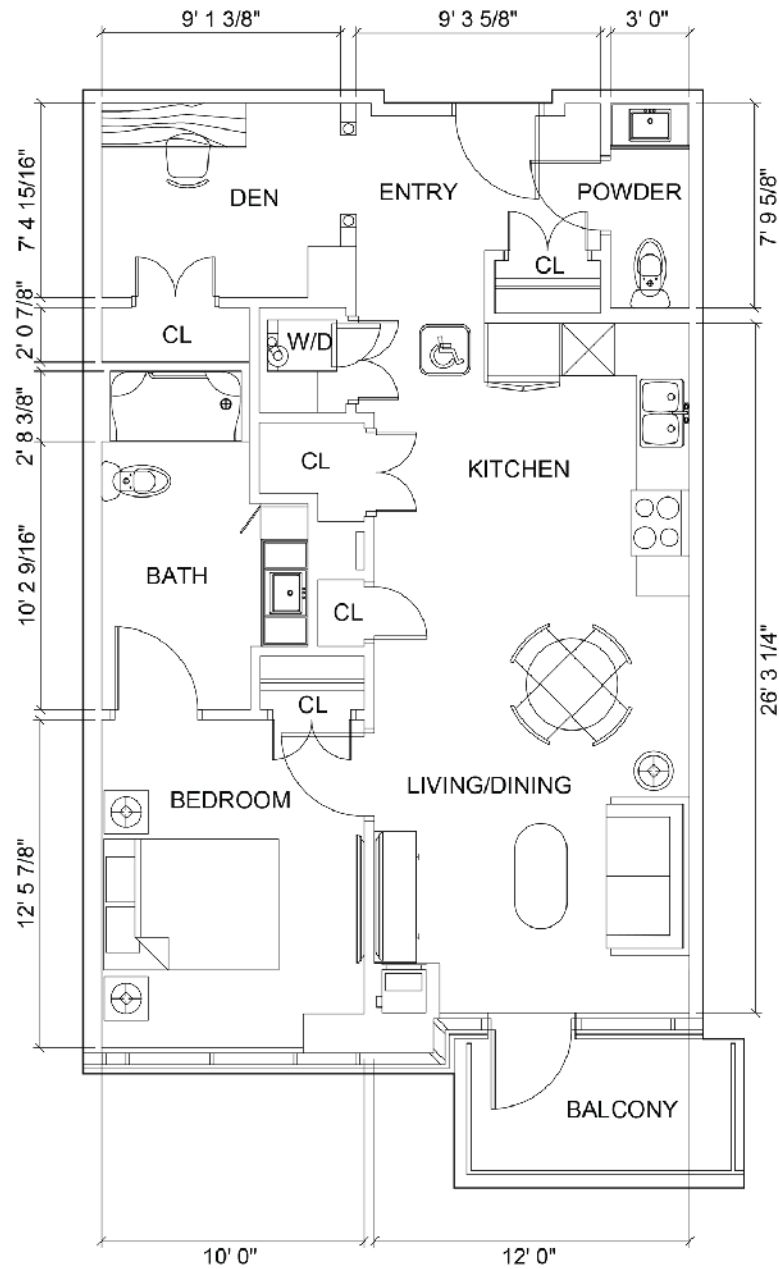 9' 1 3/8"
9' 3 5/8"
3' 0"
7' 4 15/16"
DEN
ENTRY
POWDER
7' 9 5/8"
CL
2' 0 7/8"
CL
W/D
2' 8 3/8"
CL
KITCHEN
10' 2 9/16"
BATH
CL
26' 3 1/4"
CL
BEDROOM
LIVING/DINING
12' 5 7/8"
BALCONY
10' 0"
12' 0"